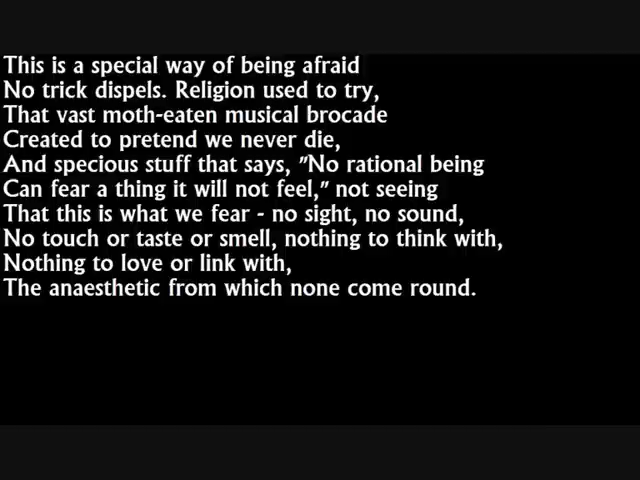 This is a special way of being afraid
No trick dispels. Religion used to try,
That vast moth-eaten musical brocade
Created to pretend we never die,
And specious stuff that says, "No rational being
Can fear a thing it will not feel," not seeing
That this is what we fear - no sight, no sound,
No touch or taste or smell, nothing to think with,
Nothing to love or link with,
The anaesthetic from which none come round.